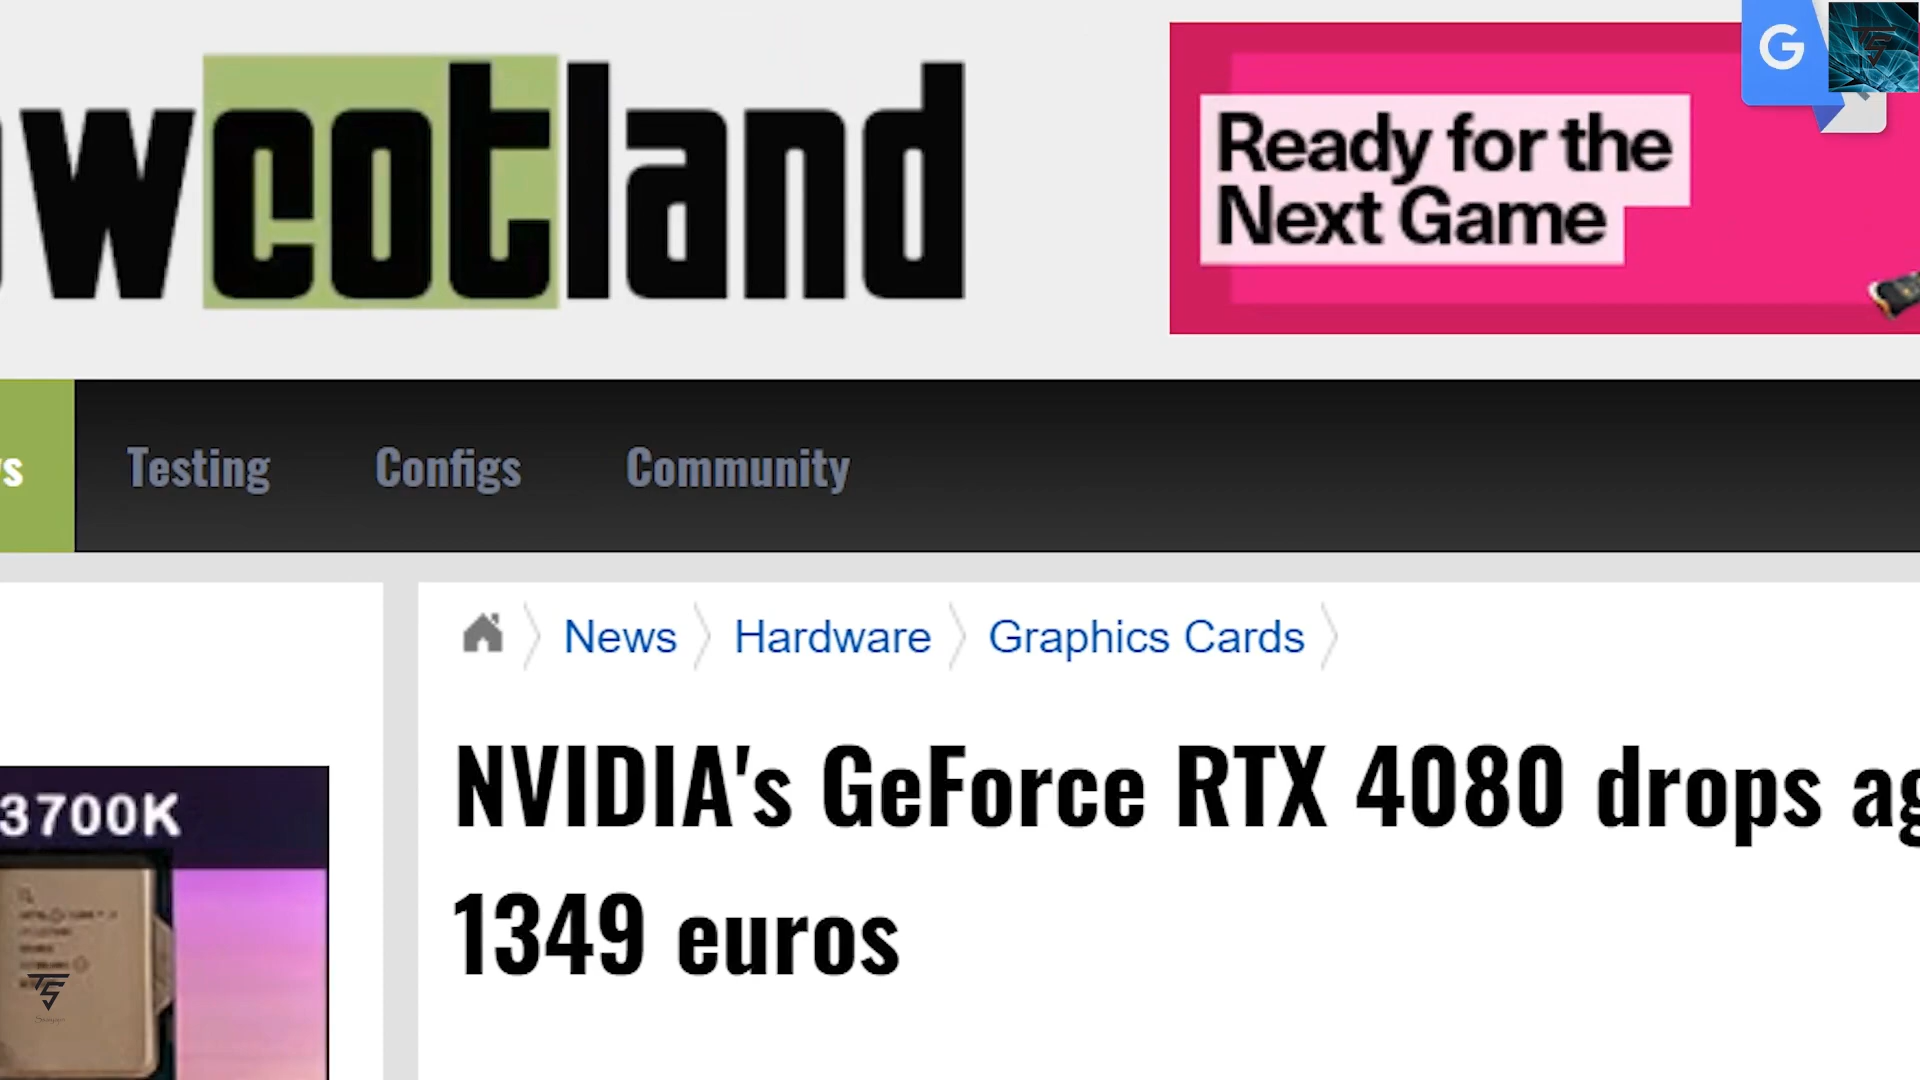 wcotland
Ready for the
Next Game
G
s
Testing
Configs
Community
News
Hardware
Graphics Cards
NVIDIA's GeForce RTX 4080 drops ag
1349 euros
3700K